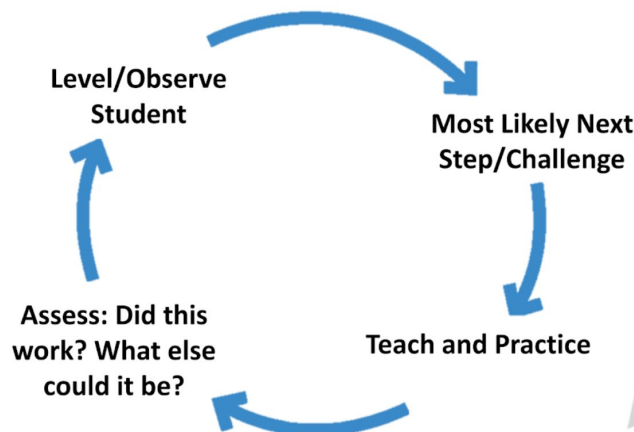 Level/Observe
Student
Most Likely Next
Step/Challenge
Teach and Practice
Assess: Did this
work? What else
could it be?